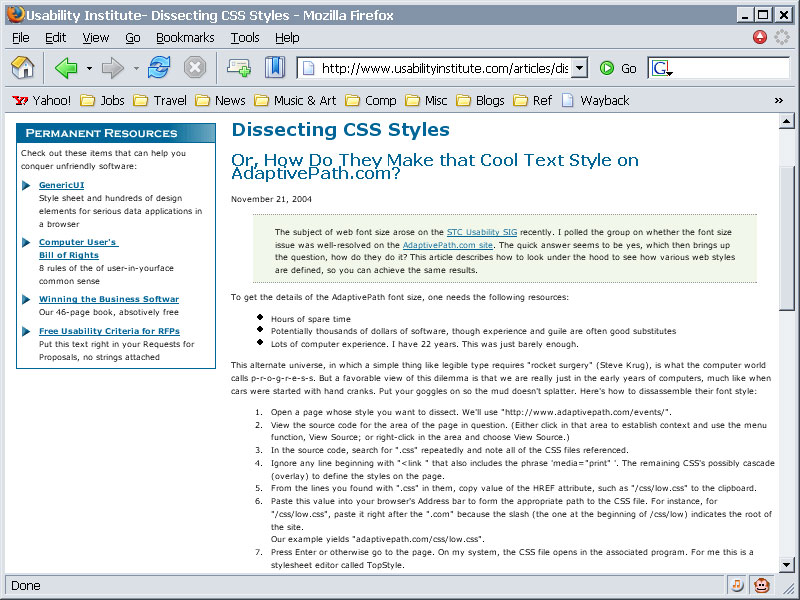 Usability Institute- Dissecting CSS Styles - Mozilla Firefox
File Edit View Go Bookmarks Tools Help
http://www.usabilityinstitute.com/articles/dis Go G
Yahoo! Jobs Travel News Music & Art Comp Misc Blogs Ref Wayback »
PERMANENT RESOURCES
Check out these items that can help you
conquer unfriendly software:
GenericUI
Style sheet and hundreds of design
elements for serious data applications in
a browser
Computer User's
Bill of Rights
8 rules of the of user-in-yourface
common sense
Winning the Business Softwar
Our 46-page book, absotively free
Free Usability Criteria for RFPs
Put this text right in your Requests for
Proposals, no strings attached
Dissecting CSS Styles
Or, How Do They Make that Cool Text Style on
AdaptivePath.com?
November 21, 2004
The subject of web font size arose on the STC Usability SIG recently. I polled the group on whether the font size
issue was well-resolved on the AdaptivePath.com site. The quick answer seems to be yes, which then brings up
the question, how do they do it? This article describes how to look under the hood to see how various web styles
are defined, so you can achieve the same results.
To get the details of the AdaptivePath font size, one needs the following resources:
Hours of spare time
Potentially thousands of dollars of software, though experience and guile are often good substitutes
Lots of computer experience. I have 22 years. This was just barely enough.
This alternate universe, in which a simple thing like legible type requires "rocket surgery" (Steve Krug), is what the computer world
calls p-r-o-g-r-e-s-s. But a favorable view of this dilemma is that we are really just in the early years of computers, much like when
cars were started with hand cranks. Put your goggles on so the mud doesn't splatter. Here's how to dissassemble their font style:
1. Open a page whose style you want to dissect. We'll use "http://www.adaptivepath.com/events/".
2. View the source code for the area of the page in question. (Either click in that area to establish context and use the menu
function, View Source; or right-click in the area and choose View Source.)
3. In the source code, search for ".css" repeatedly and note all of the CSS files referenced.
4. Ignore any line beginning with "<link " that also includes the phrase 'media="print" '. The remaining CSS's possibly cascade
(overlay) to define the styles on the page.
5. From the lines you found with ".css" in them, copy value of the HREF attribute, such as "/css/low.css" to the clipboard.
6. Paste this value into your browser's Address bar to form the appropriate path to the CSS file. For instance, for
"/css/low.css", paste it right after the ".com" because the slash (the one at the beginning of /css/low) indicates the root of
the site.
Our example yields "adaptivepath.com/css/low.css".
7. Press Enter or otherwise go to the page. On my system, the CSS file opens in the associated program. For me this is a
stylesheet editor called TopStyle.
Done